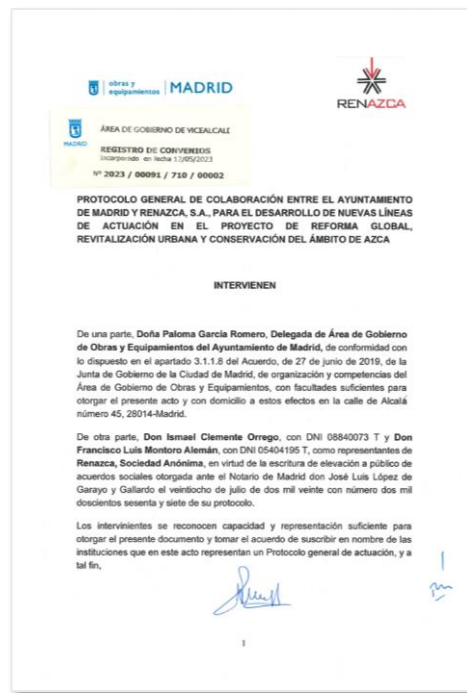 obras y
equipamientos
MADRID
RENAZCA
MADRID
ÁREA DE GOBIERNO DE VICEALCALI
REGISTRO DE CONVENIOS
Incorporado en fecha 17/05/2023
Nº 2023 / 00091 / 710 / 00002
PROTOCOLO GENERAL DE COLABORACIÓN ENTRE EL AYUNTAMIENTO
DE MADRID Y RENAZCA, S.A., PARA EL DESARROLLO DE NUEVAS LÍNEAS
DE ACTUACIÓN EN EL PROYECTO DE REFORMA GLOBAL,
REVITALIZACIÓN URBANA Y CONSERVACIÓN DEL ÁMBITO DE AZCA
INTERVIENEN
De una parte, Doña Paloma García Romero, Delegada de Área de Gobierno
de Obras y Equipamientos del Ayuntamiento de Madrid, de conformidad con
lo dispuesto en el apartado 3.1.1.8 del Acuerdo, de 27 de junio de 2019, de la
Junta de Gobierno de la Ciudad de Madrid, de organización y competencias del
Área de Gobierno de Obras y Equipamientos, con facultades suficientes para
otorgar el presente acto y con domicilio a estos efectos en la calle de Alcalá
número 45, 28014-Madrid.
De otra parte, Don Ismael Clemente Orrego, con DNI 08840073 T y Don
Francisco Luis Montoro Alemán, con DNI 05404195 T, como representantes de
Renazca, Sociedad Anónima, en virtud de la escritura de elevación a público de
acuerdos sociales otorgada ante el Notario de Madrid don José Luis López de
Garayo y Gallardo el veintiocho de julio de dos mil veinte con número dos mil
doscientos sesenta y siete de su protocolo.
Los intervinientes se reconocen capacidad y representación suficiente para
otorgar el presente documento y tomar el acuerdo de suscribir en nombre de las
instituciones que en este acto representan un Protocolo general de actuación, y a
tal fin,
1